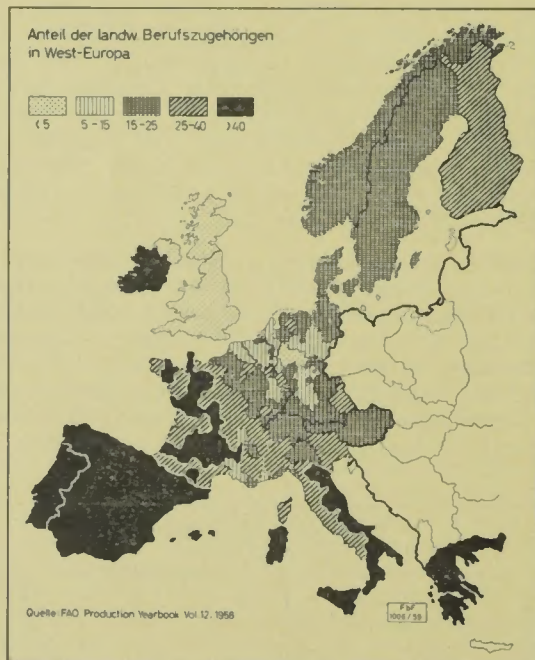 Anteil der landw. Berufszugehörigen
in West-Europa
< 5 5-15 15-25 25-40 > 40
Quelle: FAO Production Yearbook Vol. 12, 1958
FbF